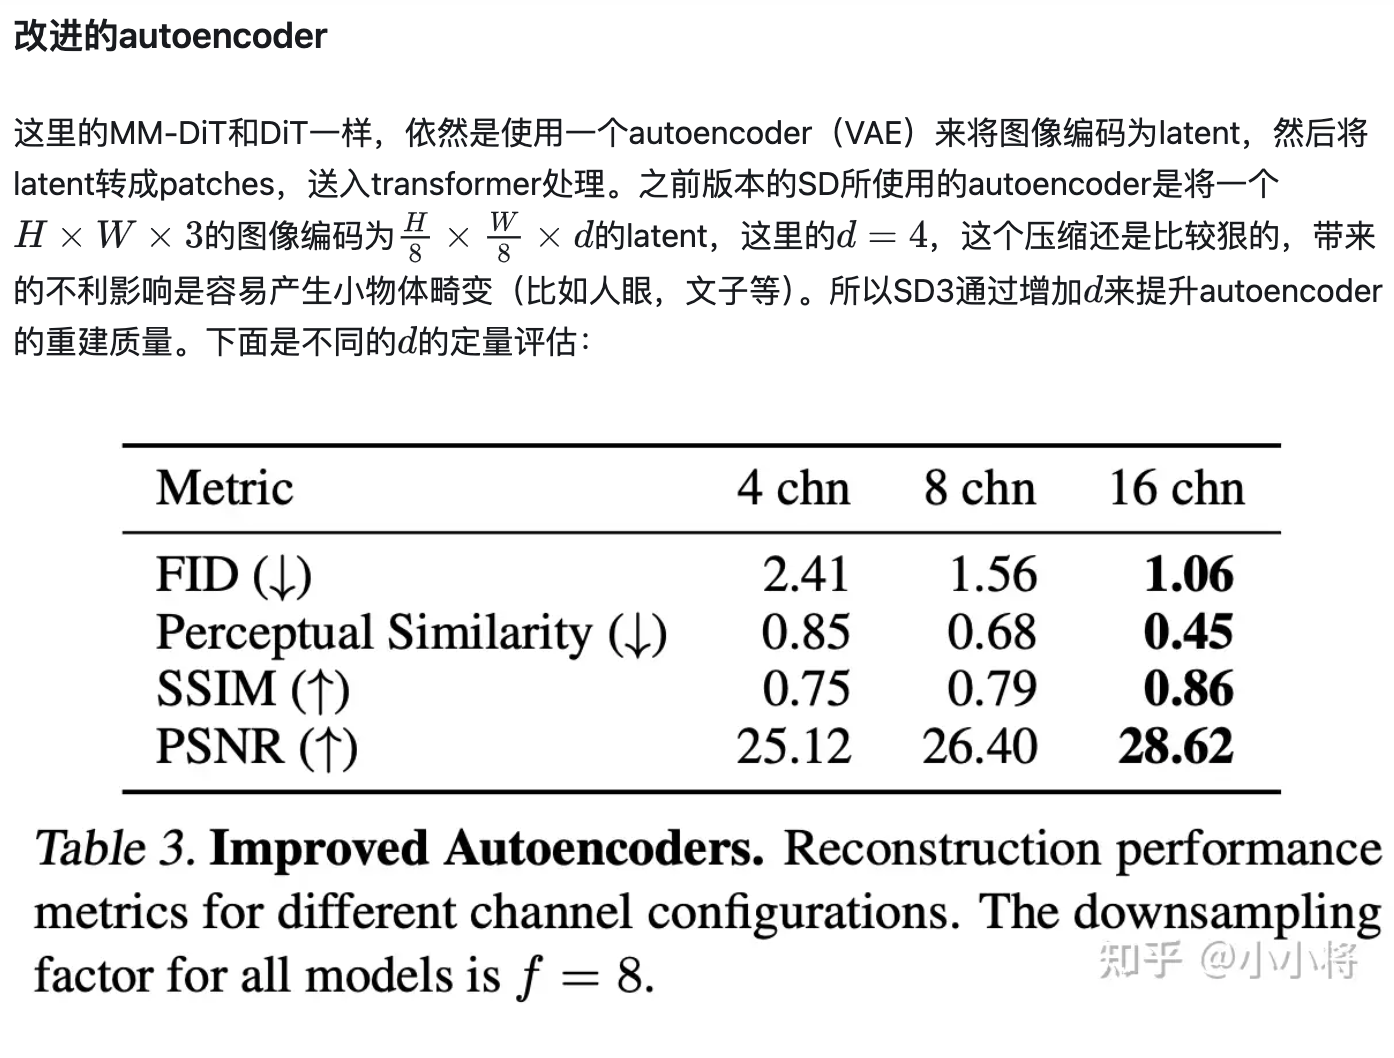 改进的autoencoder
这里的MM-DiT和DiT一样，依然是使用一个autoencoder（VAE）来将图像编码为latent，然后将
latent转成patches，送入transformer处理。之前版本的SD所使用的autoencoder是将一个
H × W × 3的图像编码为 H/8 × W/8 × d的latent，这里的d = 4，这个压缩还是比较狠的，带来
的不利影响是容易产生小物体畸变（比如人眼，文子等）。所以SD3通过增加d来提升autoencoder
的重建质量。下面是不同的d的定量评估：
Metric 4 chn 8 chn 16 chn
FID (↓) 2.41 1.56 1.06
Perceptual Similarity (↓) 0.85 0.68 0.45
SSIM (↑) 0.75 0.79 0.86
PSNR (↑) 25.12 26.40 28.62
Table 3. Improved Autoencoders. Reconstruction performance
metrics for different channel configurations. The downsampling
factor for all models is f = 8.
知乎 @小小将